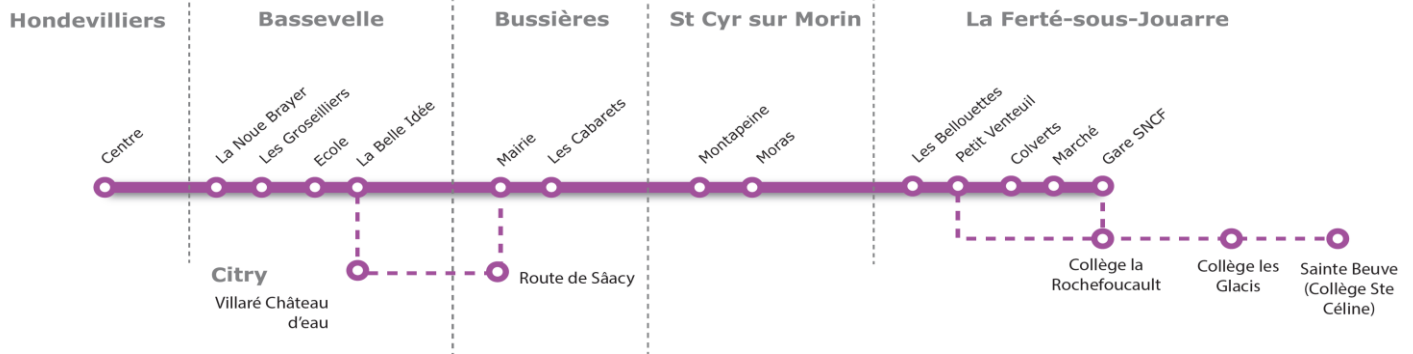 Hondevilliers
Bassevelle
Bussières
St Cyr sur Morin
La Ferté-sous-Jouarre
Centre
La Noue Brayer
Les Groseilliers
Ecole
La Belle Idée
Mairie
Les Cabarets
Montapeine
Moras
Les Bellouettes
Petit Venteuil
Colverts
Marché
Gare SNCF
Citry
Villaré Château
d'eau
Route de Sâacy
Collège la
Rochefoucault
Collège les
Glacis
Sainte Beuve
(Collège Ste
Céline)